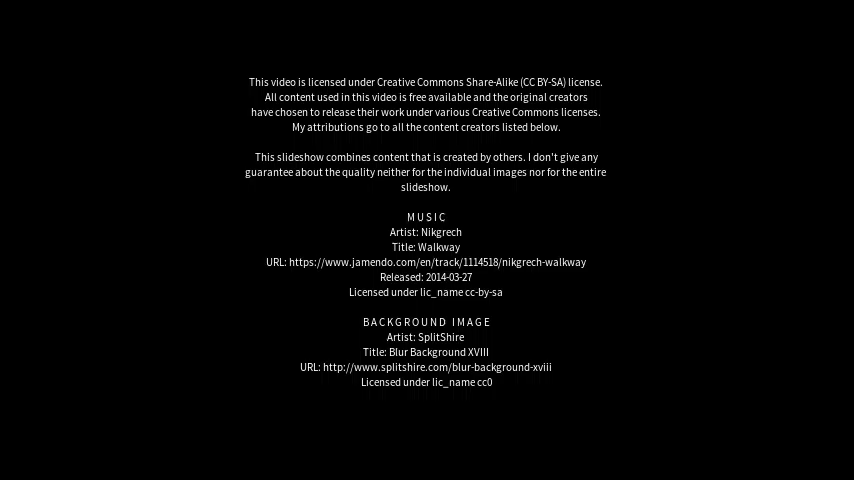 This video is licensed under Creative Commons Share-Alike (CC BY-SA) license.
All content used in this video is free available and the original creators
have chosen to release their work under various Creative Commons licenses.
My attributions go to all the content creators listed below.
This slideshow combines content that is created by others. I don't give any
guarantee about the quality neither for the individual images nor for the entire
slideshow.
MUSIC
Artist: Nikgrech
Title: Walkway
URL: https://www.jamendo.com/en/track/1114518/nikgrech-walkway
Released: 2014-03-27
Licensed under lic_name cc-by-sa
BACKGROUND IMAGE
Artist: SplitShire
Title: Blur Background XVIII
URL: http://www.splitshire.com/blur-background-xviii
Licensed under lic_name cc0